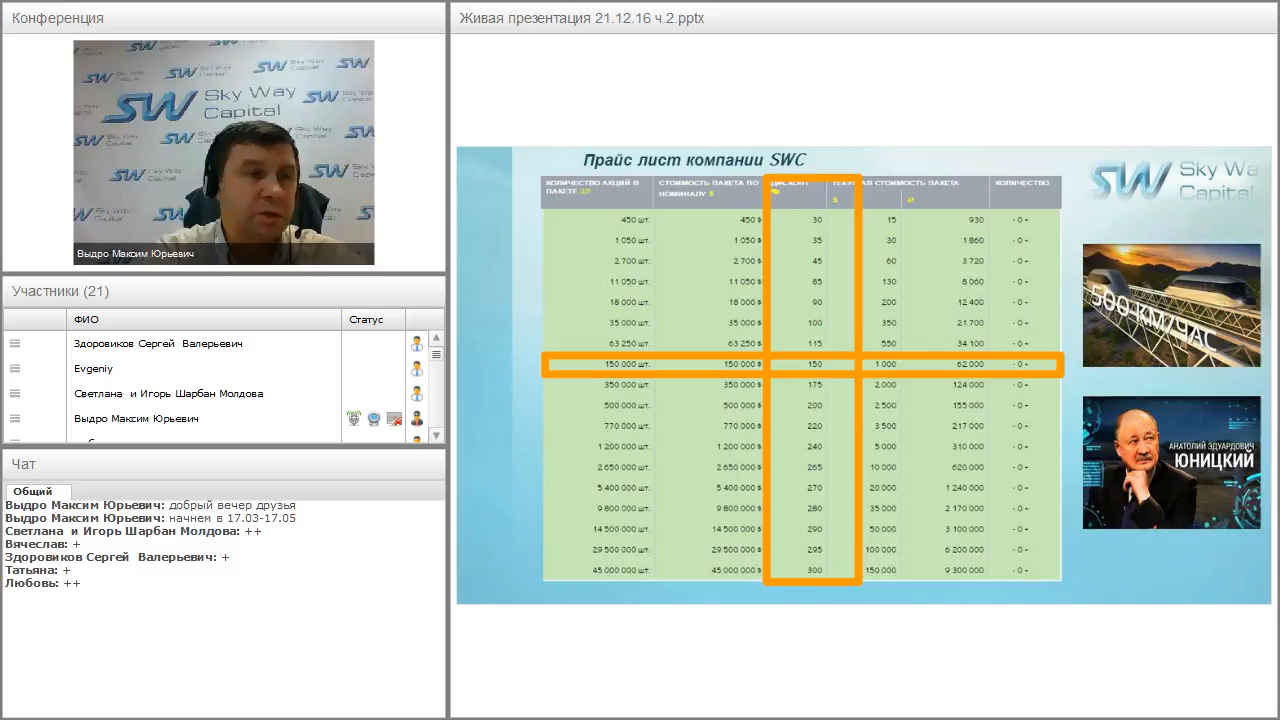 Конференция
Sky Way
Capital
Выдро Максим Юрьевич
Участники (21)
ФИО Статус
Здоровиков Сергей Валерьевич
Evgeniy
Светлана и Игорь Шарбан Молдова
Выдро Максим Юрьевич
Чат
Общий
Выдро Максим Юрьевич: добрый вечер друзья
Выдро Максим Юрьевич: начнем в 17.03-17.05
Светлана и Игорь Шарбан Молдова: ++
Вячеслав: +
Здоровиков Сергей Валерьевич: +
Татьяна: +
Любовь: ++
Живая презентация 21.12.16 ч.2.pptx
Прайс лист компании SWC
КОЛИЧЕСТВО АКЦИЙ В ПАКЕТЕ ШТ СТОИМОСТЬ ПАКЕТА ПО НОМИНАЛУ $ ДИСКОНТ % ТЕКУЩАЯ СТОИМОСТЬ ПАКЕТА $ ₽ КОЛИЧЕСТВО
450 шт. 450 $ 30 15 930 - 0 +
1 050 шт. 1 050 $ 35 30 1 860 - 0 +
2 700 шт. 2 700 $ 45 60 3 720 - 0 +
11 050 шт. 11 050 $ 85 130 8 060 - 0 +
18 000 шт. 18 000 $ 90 200 12 400 - 0 +
35 000 шт. 35 000 $ 100 350 21 700 - 0 +
63 250 шт. 63 250 $ 115 550 34 100 - 0 +
150 000 шт. 150 000 $ 150 1 000 62 000 - 0 +
350 000 шт. 350 000 $ 175 2 000 124 000 - 0 +
500 000 шт. 500 000 $ 200 2 500 155 000 - 0 +
770 000 шт. 770 000 $ 220 3 500 217 000 - 0 +
1 200 000 шт. 1 200 000 $ 240 5 000 310 000 - 0 +
2 650 000 шт. 2 650 000 $ 265 10 000 620 000 - 0 +
5 400 000 шт. 5 400 000 $ 270 20 000 1 240 000 - 0 +
9 800 000 шт. 9 800 000 $ 280 35 000 2 170 000 - 0 +
14 500 000 шт. 14 500 000 $ 290 50 000 3 100 000 - 0 +
29 500 000 шт. 29 500 000 $ 295 100 000 6 200 000 - 0 +
45 000 000 шт. 45 000 000 $ 300 150 000 9 300 000 - 0 +
SW Sky Wa
Capital
500 КМ/ЧАС
АНАТОЛИЙ ЭДУАРДОВИЧ
ЮНИЦКИЙ